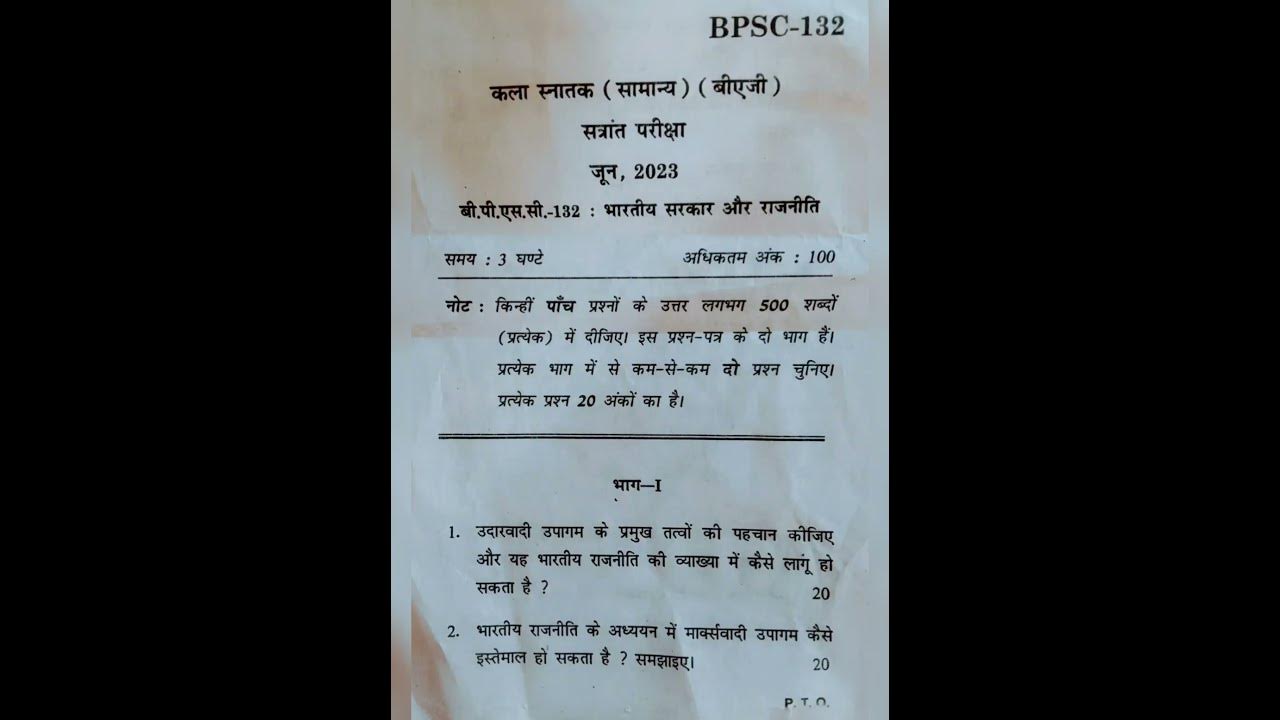 BPSC-132
कला स्नातक (सामान्य) (बीएजी)
सत्रांत परीक्षा
जून, 2023
बी.पी.एस.सी.-132 : भारतीय सरकार और राजनीति
समय : 3 घण्टे अधिकतम अंक : 100
नोट : किन्हीं पाँच प्रश्नों के उत्तर लगभग 500 शब्दों
(प्रत्येक) में दीजिए। इस प्रश्न-पत्र के दो भाग हैं।
प्रत्येक भाग में से कम-से-कम दो प्रश्न चुनिए।
प्रत्येक प्रश्न 20 अंकों का है।
भाग—I
1. उदारवादी उपागम के प्रमुख तत्वों की पहचान कीजिए
और यह भारतीय राजनीति की व्याख्या में कैसे लागूं हो
सकता है ? 20
2. भारतीय राजनीति के अध्ययन में मार्क्सवादी उपागम कैसे
इस्तेमाल हो सकता है ? समझाइए। 20
P. T. O.